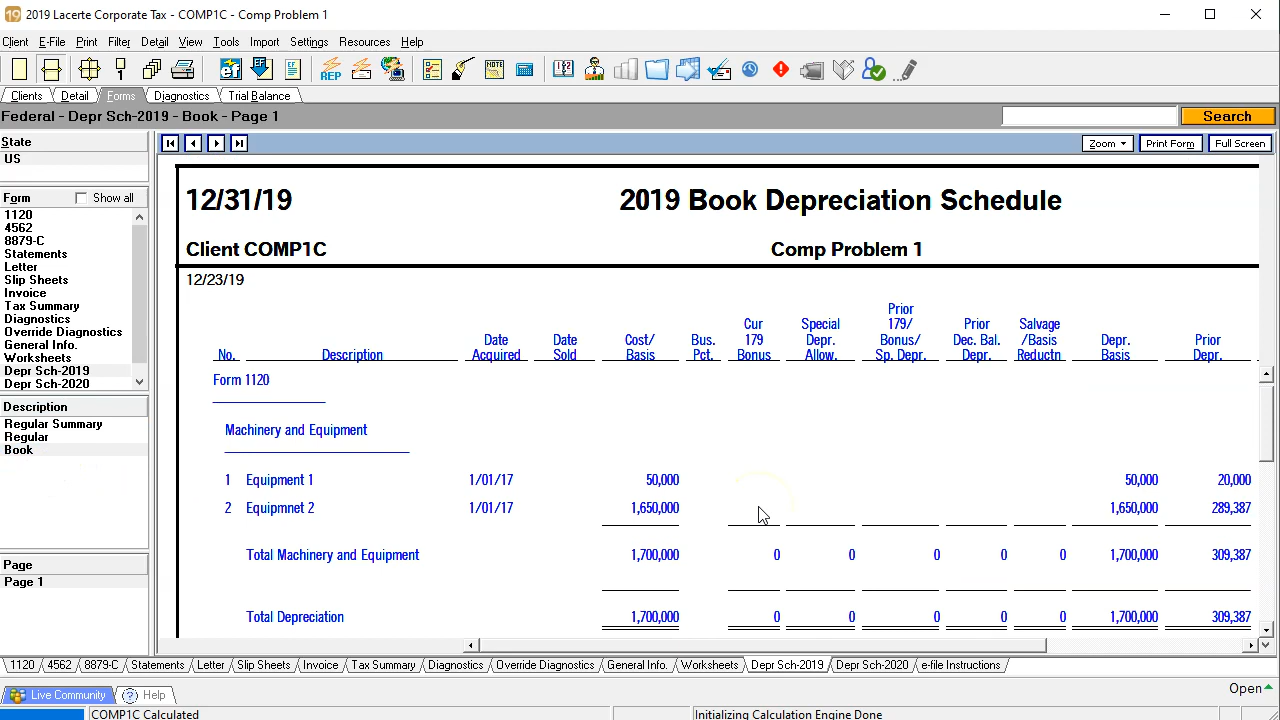 19 2019 Lacerte Corporate Tax - COMP1C - Comp Problem 1
Client E-File Print Filter Detail View Tools Import Settings Resources Help
REP NOTE
Clients Detail Forms Diagnostics Trial Balance
Federal - Depr Sch-2019 - Book - Page 1 Search
State
US
Zoom Print Form Full Screen
Form Show all
1120
4562
8879-C
Statements
Letter
Slip Sheets
Invoice
Tax Summary
Diagnostics
Override Diagnostics
General Info.
Worksheets
Depr Sch-2019
Depr Sch-2020
Description
Regular Summary
Regular
Book
Page
Page 1
12/31/19 2019 Book Depreciation Schedule
Client COMP1C Comp Problem 1
12/23/19
Prior
Cur Special 179/ Prior Salvage
Date Date Cost/ Bus. 179 Depr. Bonus/ Dec. Bal. /Basis Depr. Prior
No. Description Acquired Sold Basis Pct. Bonus Allow. Sp. Depr. Depr. Reductn Basis Depr.
Form 1120
Machinery and Equipment
1 Equipment 1 1/01/17 50,000 50,000 20,000
2 Equipmnet 2 1/01/17 1,650,000 1,650,000 289,387
Total Machinery and Equipment 1,700,000 0 0 0 0 0 1,700,000 309,387
Total Depreciation 1,700,000 0 0 0 0 0 1,700,000 309,387
1120 4562 8879-C Statements Letter Slip Sheets Invoice Tax Summary Diagnostics Override Diagnostics General Info. Worksheets Depr Sch-2019 Depr Sch-2020 e-file Instructions
Live Community ? Help Open
COMP1C Calculated Initializing Calculation Engine Done